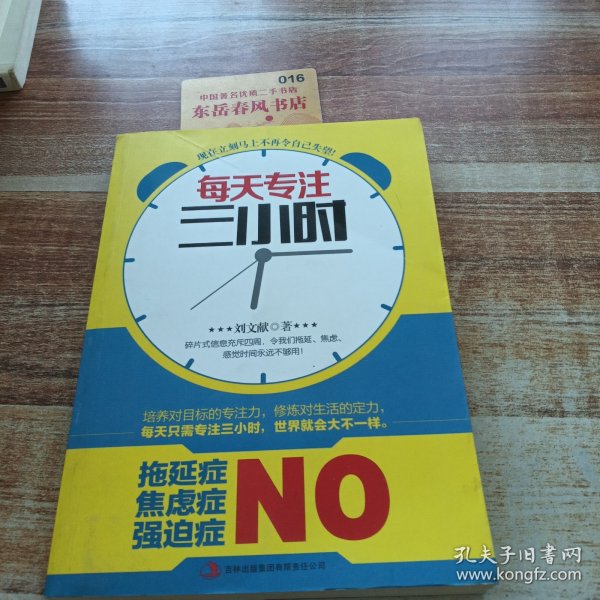 016
中国著名优质二手书店
东岳春风书店
现在立刻马上不再令自己失望!
每天专注
三小时
★★★刘文献◎著★★★
碎片式信息充斥四周，令我们拖延、焦虑、
感觉时间永远不够用!
培养对目标的专注力，修炼对生活的定力，
每天只需专注三小时，世界就会大不一样。
拖延症
焦虑症
强迫症
NO
吉林出版集团有限责任公司
孔夫子旧书网
www.kongfz.com